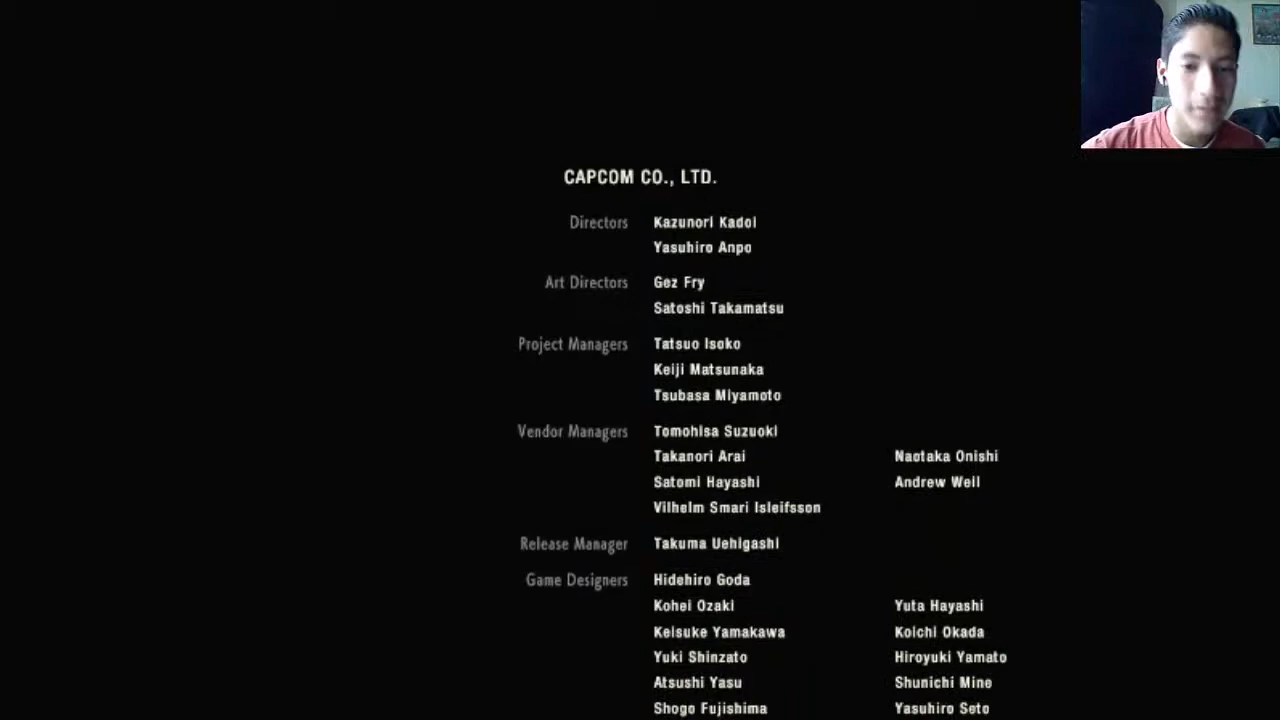 CAPCOM CO., LTD.
Directors Kazunori Kadoi
Yasuhiro Anpo
Art Directors Gez Fry
Satoshi Takamatsu
Project Managers Tatsuo Isoko
Keiji Matsunaka
Tsubasa Miyamoto
Vendor Managers Tomohisa Suzuoki
Takanori Arai Naotaka Onishi
Satomi Hayashi Andrew Weil
Vilhelm Smari Isleifsson
Release Manager Takuma Uehigashi
Game Designers Hidehiro Goda
Kohei Ozaki Yuta Hayashi
Keisuke Yamakawa Koichi Okada
Yuki Shinzato Hiroyuki Yamato
Atsushi Yasu Shunichi Mine
Shogo Fujishima Yasuhiro Seto